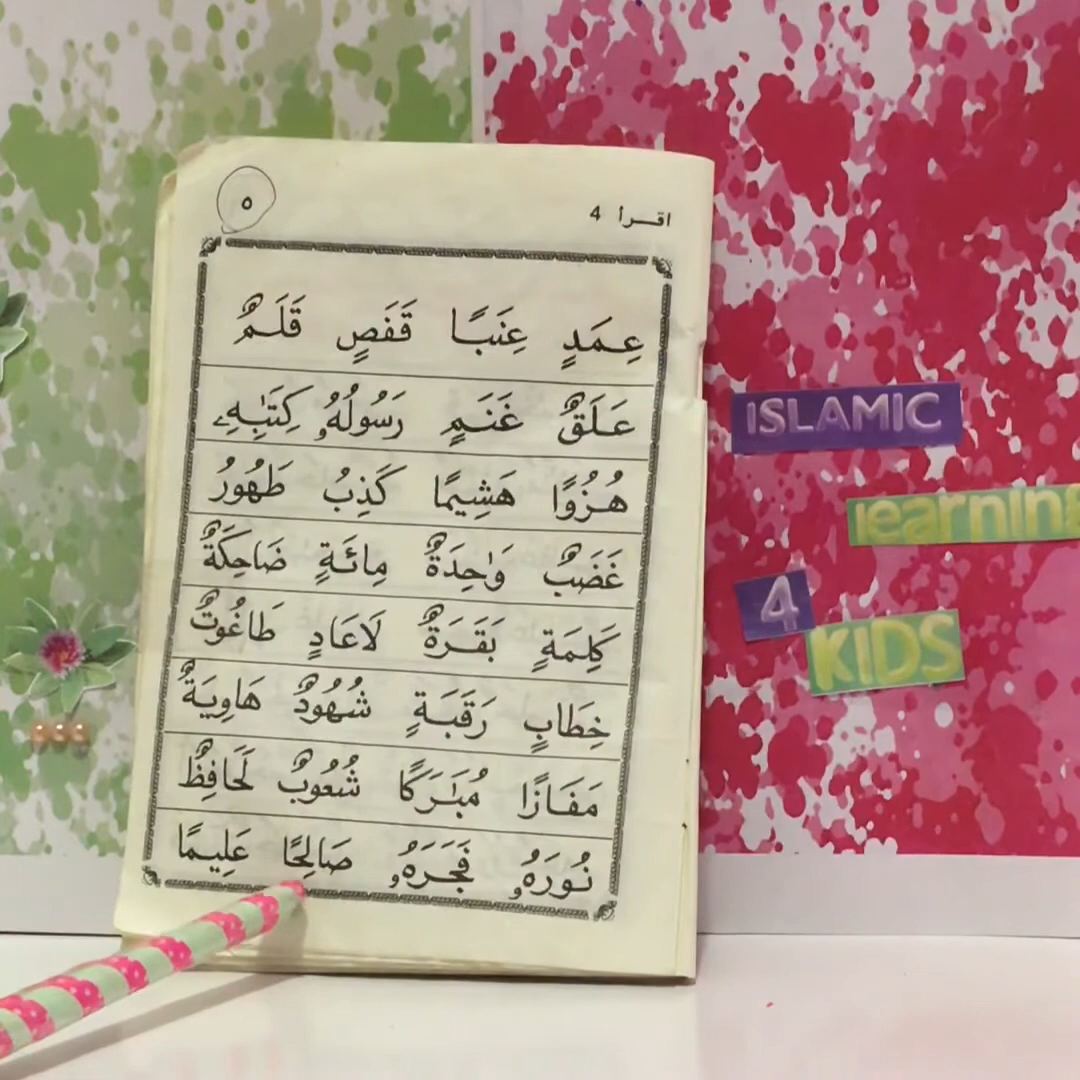 اقـرأ 4
٥
عِمَدٍ عِنَبًا قَفَصٍ قَلَمٌ
عَلَقٌ غَنَمٍ رَسُولُهُۥ كِتَٰبِهِۦ
هُزُوًا هَشِيمًا كَذِبُ طَهُورُ
غَضَبٌ وَٰحِدَةٌ مِائَةٍ ضَاحِكَةٌ
كَلِمَةٍ بَقَرَةٌ لَاعَادٍ طَاغُوتٌ
خِطَابٍ رَقَبَةٍ شُهُودٌ هَاوِيَةٌ
مَفَازًا مُبَٰرَكًا شُعُوبٌ لَحَافِظٌ
نُورَهُۥ فَجَرَهُۥ صَالِحًا عَلِيمًا
ISLAMIC
learning
4
KIDS